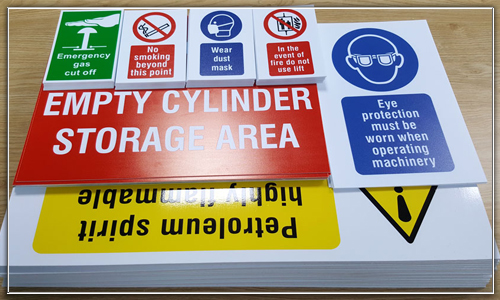 Emergency
gas
cut off
No
smoking
beyond
this point
Wear
dust
mask
In the
event of
fire do not
use lift
EMPTY CYLINDER
STORAGE AREA
Eye
protection
must be
worn when
operating
machinery
Petroleum spirit
highly flammable